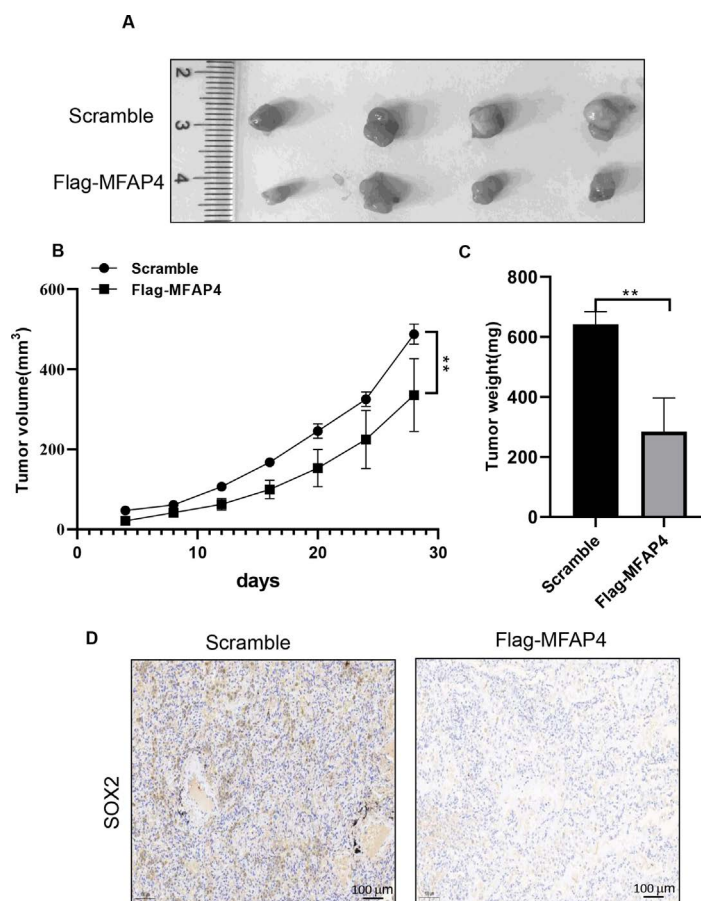 A
Scramble
Flag-MFAP4
2
3
4
B
Scramble
Flag-MFAP4
Tumor volume(mm³)
600
400
200
0
0
10
20
30
days
**
C
Tumor weight(mg)
800
600
400
200
0
**
Scramble
Flag-MFAP4
D
Scramble
Flag-MFAP4
SOX2
100 μm
100 μm